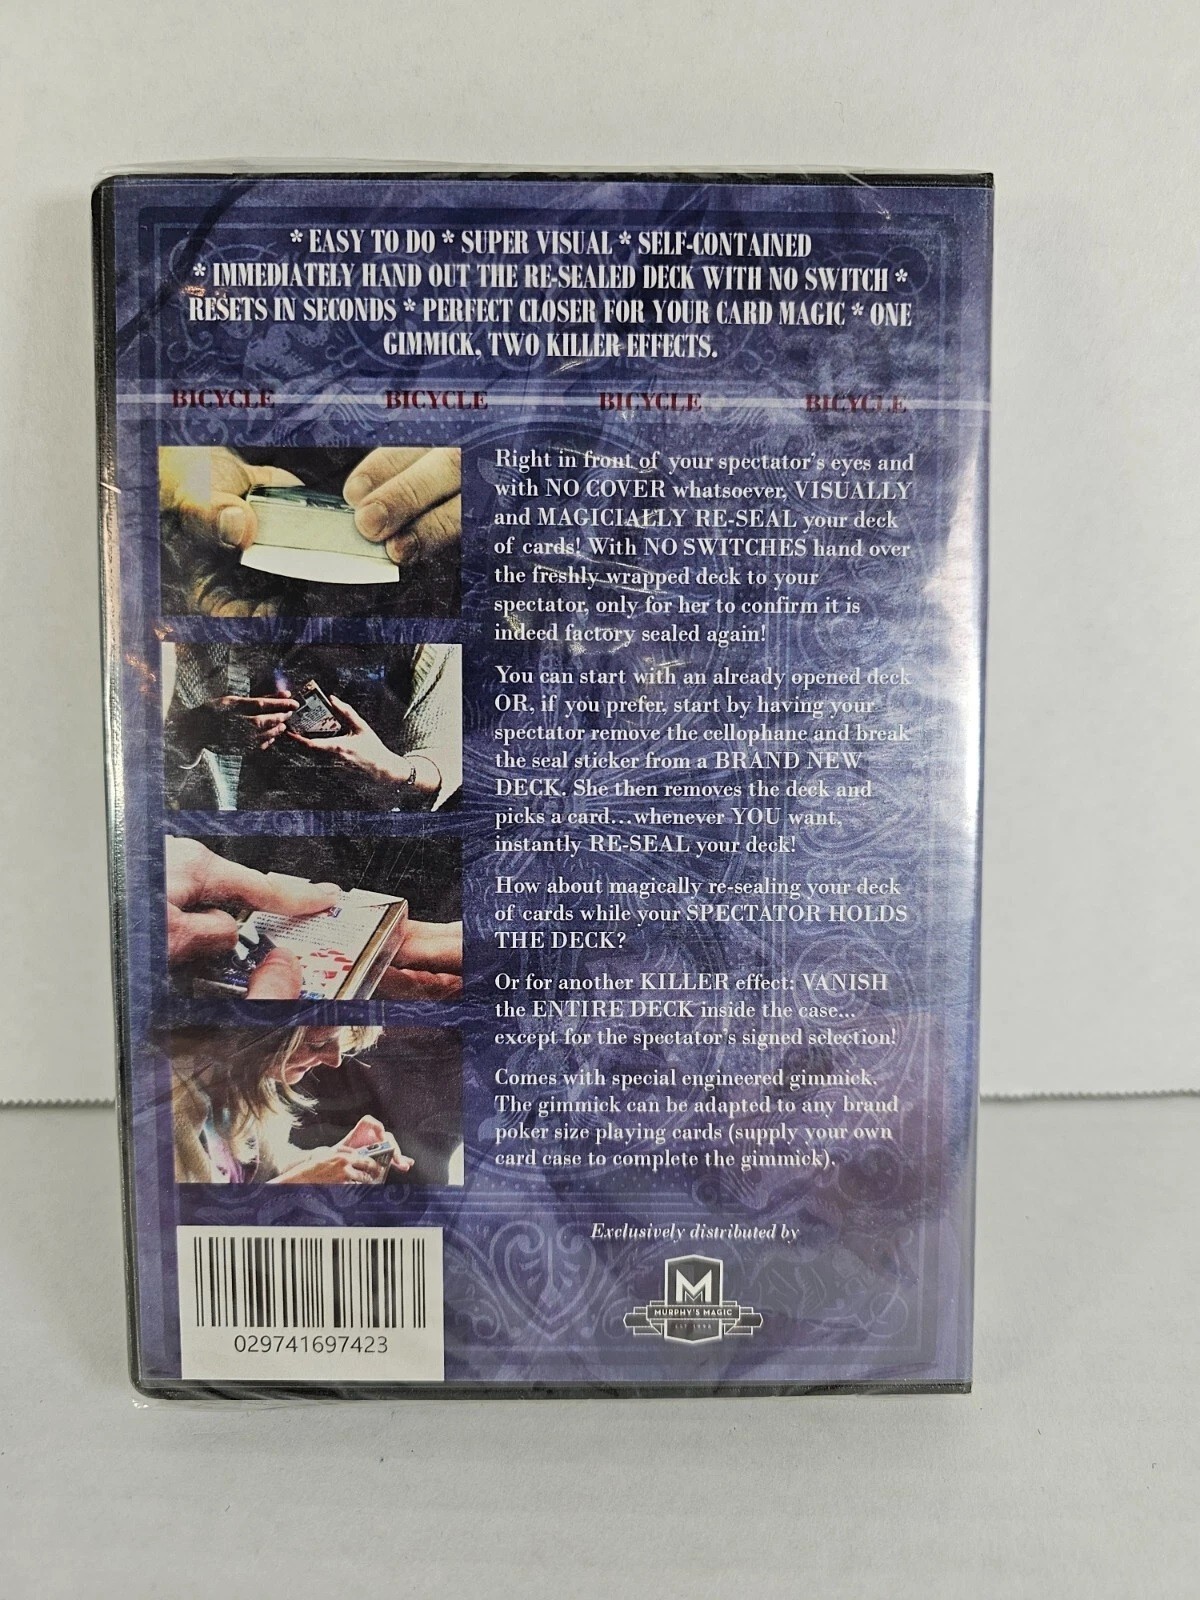 * EASY TO DO * SUPER VISUAL * SELF-CONTAINED
* IMMEDIATELY HAND OUT THE RE-SEALED DECK WITH NO SWITCH *
RESETS IN SECONDS * PERFECT CLOSER FOR YOUR CARD MAGIC * ONE
GIMMICK, TWO KILLER EFFECTS.
BICYCLE BICYCLE BICYCLE BICYCLE
Right in front of your spectator's eyes and
with NO COVER whatsoever, VISUALLY
and MAGICIALLY RE-SEAL your deck
of cards! With NO SWITCHES hand over
the freshly wrapped deck to your
spectator, only for her to confirm it is
indeed factory sealed again!
You can start with an already opened deck
OR, if you prefer, start by having your
spectator remove the cellophane and break
the seal sticker from a BRAND NEW
DECK. She then removes the deck and
picks a card...whenever YOU want,
instantly RE-SEAL your deck!
How about magically re-sealing your deck
of cards while your SPECTATOR HOLDS
THE DECK?
Or for another KILLER effect: VANISH
the ENTIRE DECK inside the case...
except for the spectator's signed selection!
Comes with special engineered gimmick.
The gimmick can be adapted to any brand
poker size playing cards (supply your own
card case to complete the gimmick).
Exclusively distributed by
M
MURPHY'S MAGIC
EST 1998
029741697423